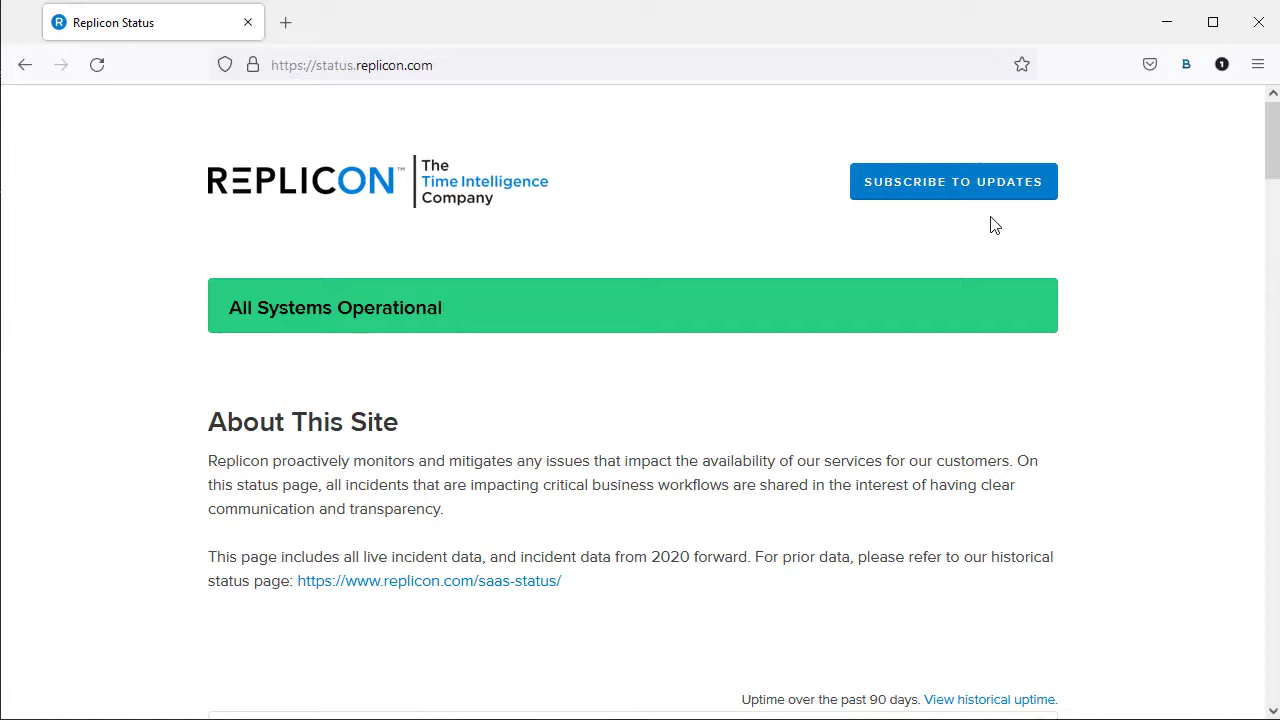 Replicon Status
https://status.replicon.com
REPLICON™
The
Time Intelligence
Company
SUBSCRIBE TO UPDATES
All Systems Operational
About This Site
Replicon proactively monitors and mitigates any issues that impact the availability of our services for our customers. On
this status page, all incidents that are impacting critical business workflows are shared in the interest of having clear
communication and transparency.
This page includes all live incident data, and incident data from 2020 forward. For prior data, please refer to our historical
status page: https://www.replicon.com/saas-status/
Uptime over the past 90 days. View historical uptime.